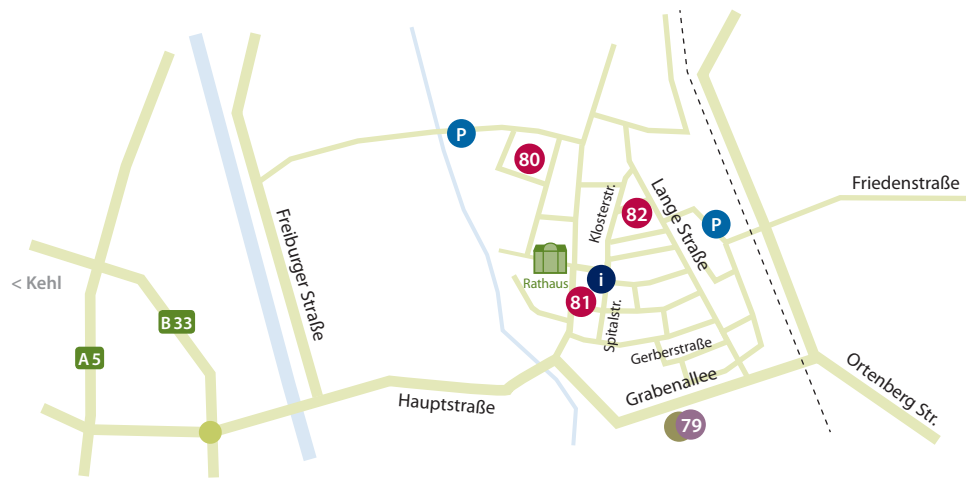 P
80
Friedenstraße
Klosterstr.
Lange Straße
82
P
Freiburger Straße
< Kehl
Rathaus
i
81
Spitalstr.
B 33
A 5
Gerberstraße
Grabenallee
Hauptstraße
Ortenberg Str.
79